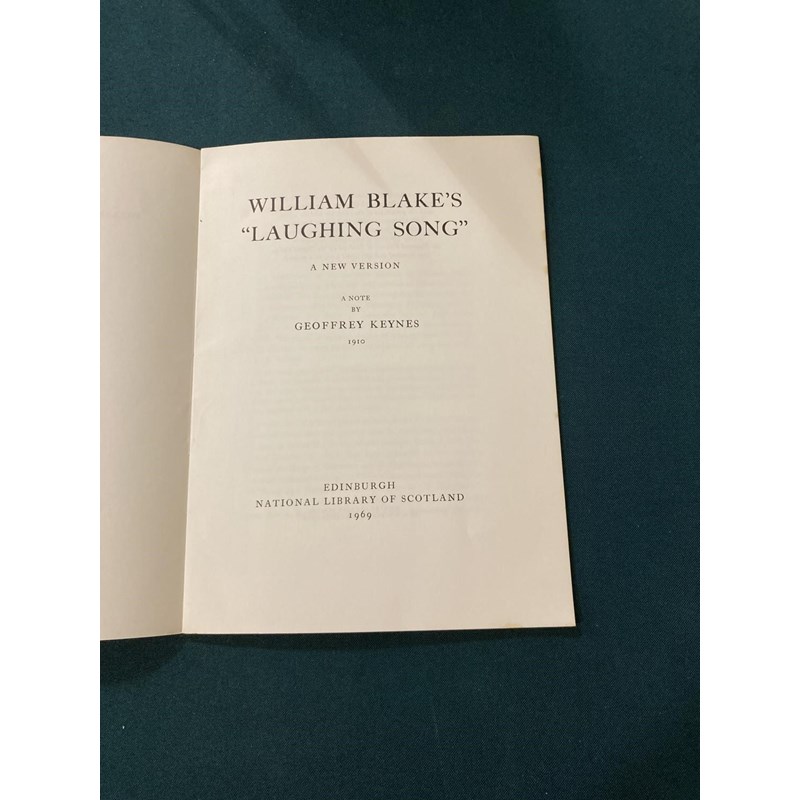 WILLIAM BLAKE'S
“LAUGHING SONG”
A NEW VERSION
A NOTE
BY
GEOFFREY KEYNES
1910
EDINBURGH
NATIONAL LIBRARY OF SCOTLAND
1969